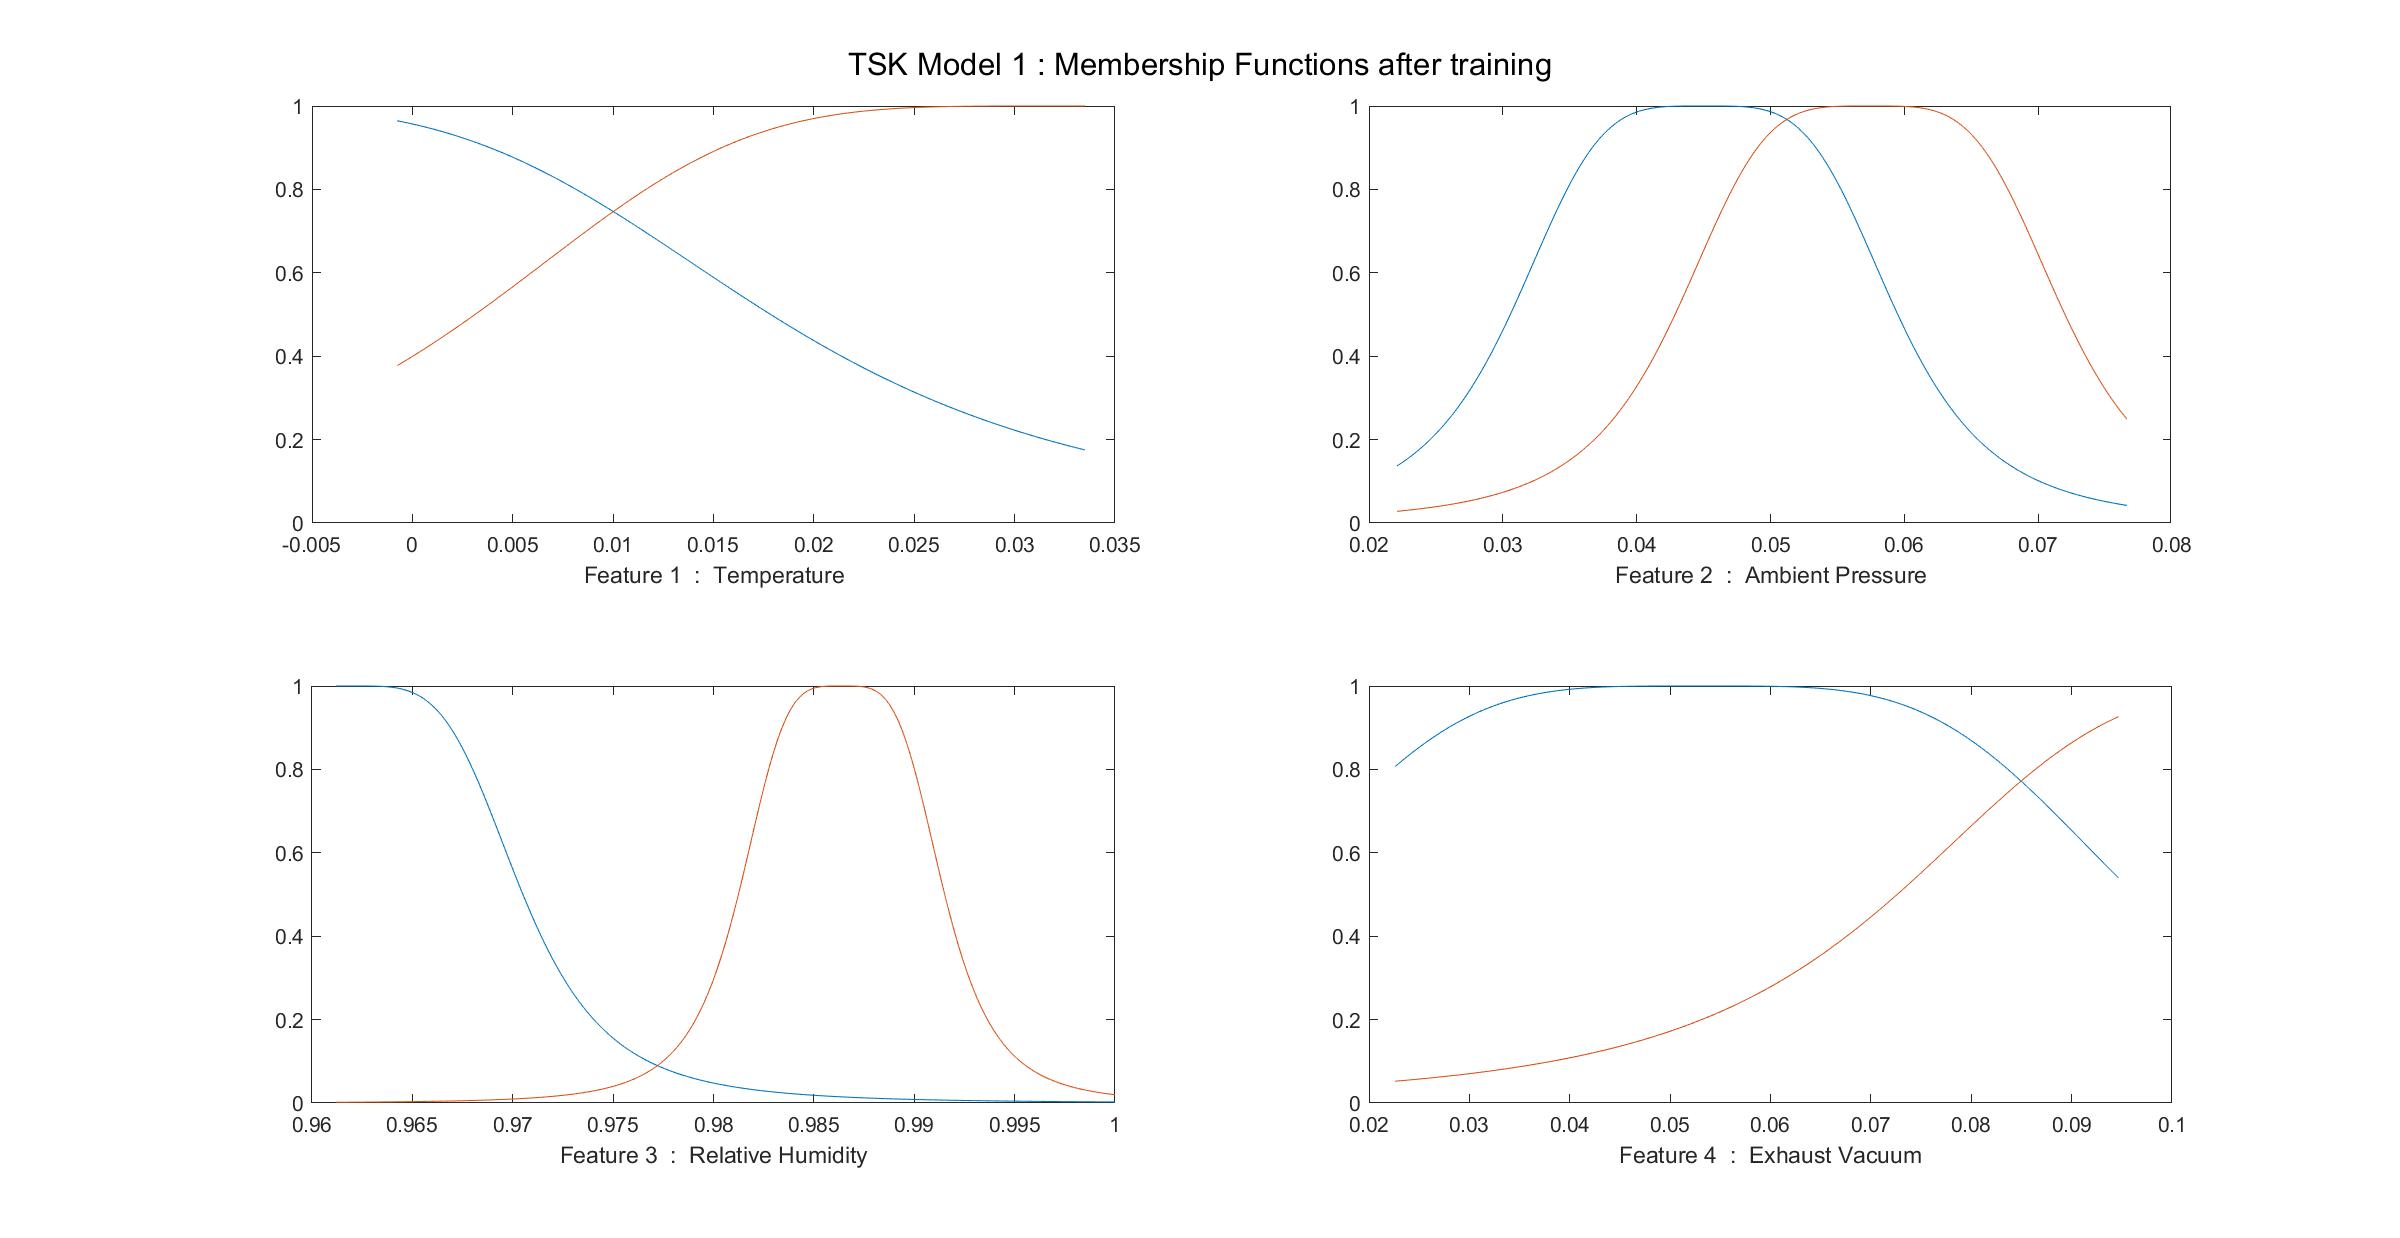 TSK Model 1 : Membership Functions after training
1
0.8
0.6
0.4
0.2
0
-0.005 0 0.005 0.01 0.015 0.02 0.025 0.03 0.035
Feature 1 : Temperature
1
0.8
0.6
0.4
0.2
0
0.02 0.03 0.04 0.05 0.06 0.07 0.08
Feature 2 : Ambient Pressure
1
0.8
0.6
0.4
0.2
0
0.96 0.965 0.97 0.975 0.98 0.985 0.99 0.995 1
Feature 3 : Relative Humidity
1
0.8
0.6
0.4
0.2
0
0.02 0.03 0.04 0.05 0.06 0.07 0.08 0.09 0.1
Feature 4 : Exhaust Vacuum